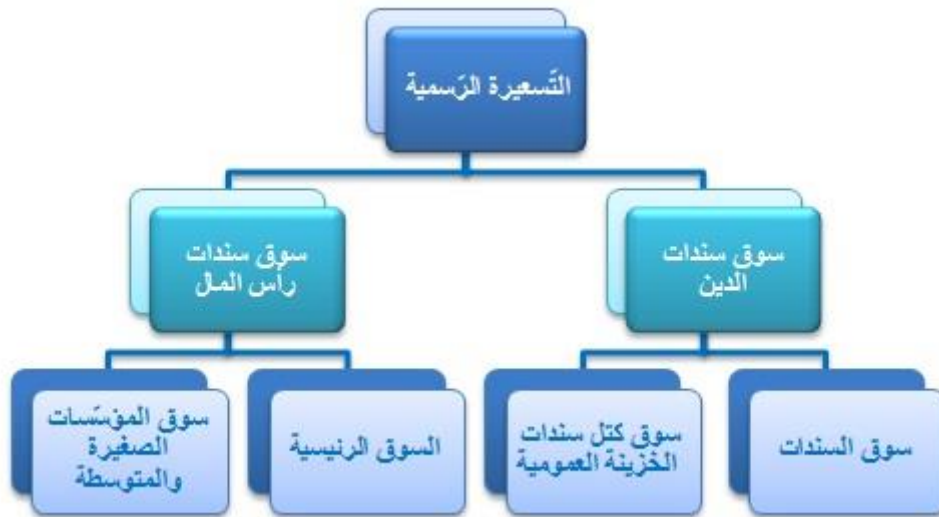 التّسعيرة الرّسمية
سوق سندات
الدين
سوق سندات
رأس المال
سوق السندات
سوق كتل سندات
الخزينة العمومية
السوق الرئيسية
سوق المؤسّسات
الصغيرة
والمتوسطة